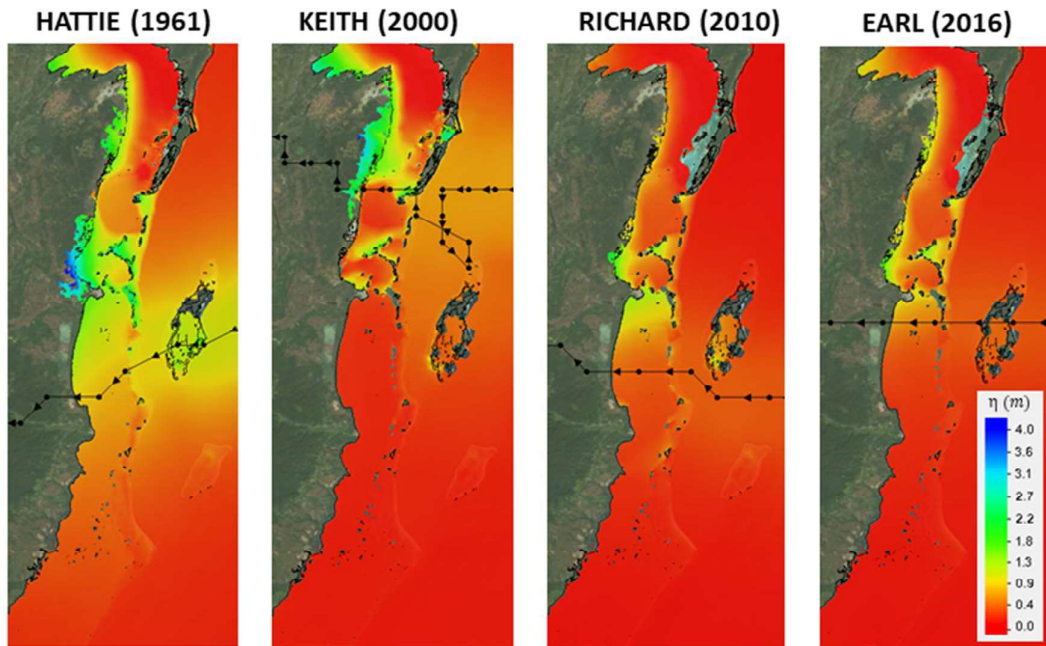 HATTIE (1961)
KEITH (2000)
RICHARD (2010)
EARL (2016)
η (m)
4.0
3.6
3.1
2.7
2.2
1.8
1.3
0.9
0.4
0.0